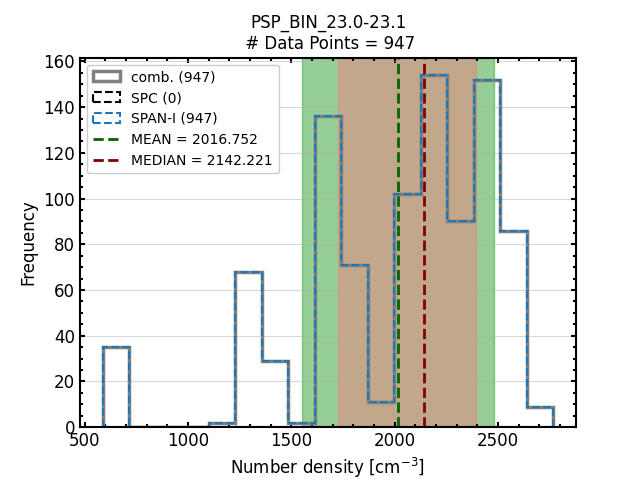 PSP_BIN_23.0-23.1
# Data Points = 947
160
140
120
100
80
60
40
20
0
Frequency
comb. (947)
SPC (0)
SPAN-I (947)
MEAN = 2016.752
MEDIAN = 2142.221
500 1000 1500 2000 2500
Number density [cm⁻³]